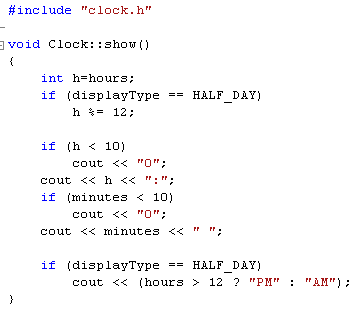 #include "clock.h"
void Clock::show()
{
int h=hours;
if (displayType == HALF_DAY)
h %= 12;
if (h < 10)
cout << "0";
cout << h << ":";
if (minutes < 10)
cout << "0";
cout << minutes << " ";
if (displayType == HALF_DAY)
cout << (hours > 12 ? "PM" : "AM");
}